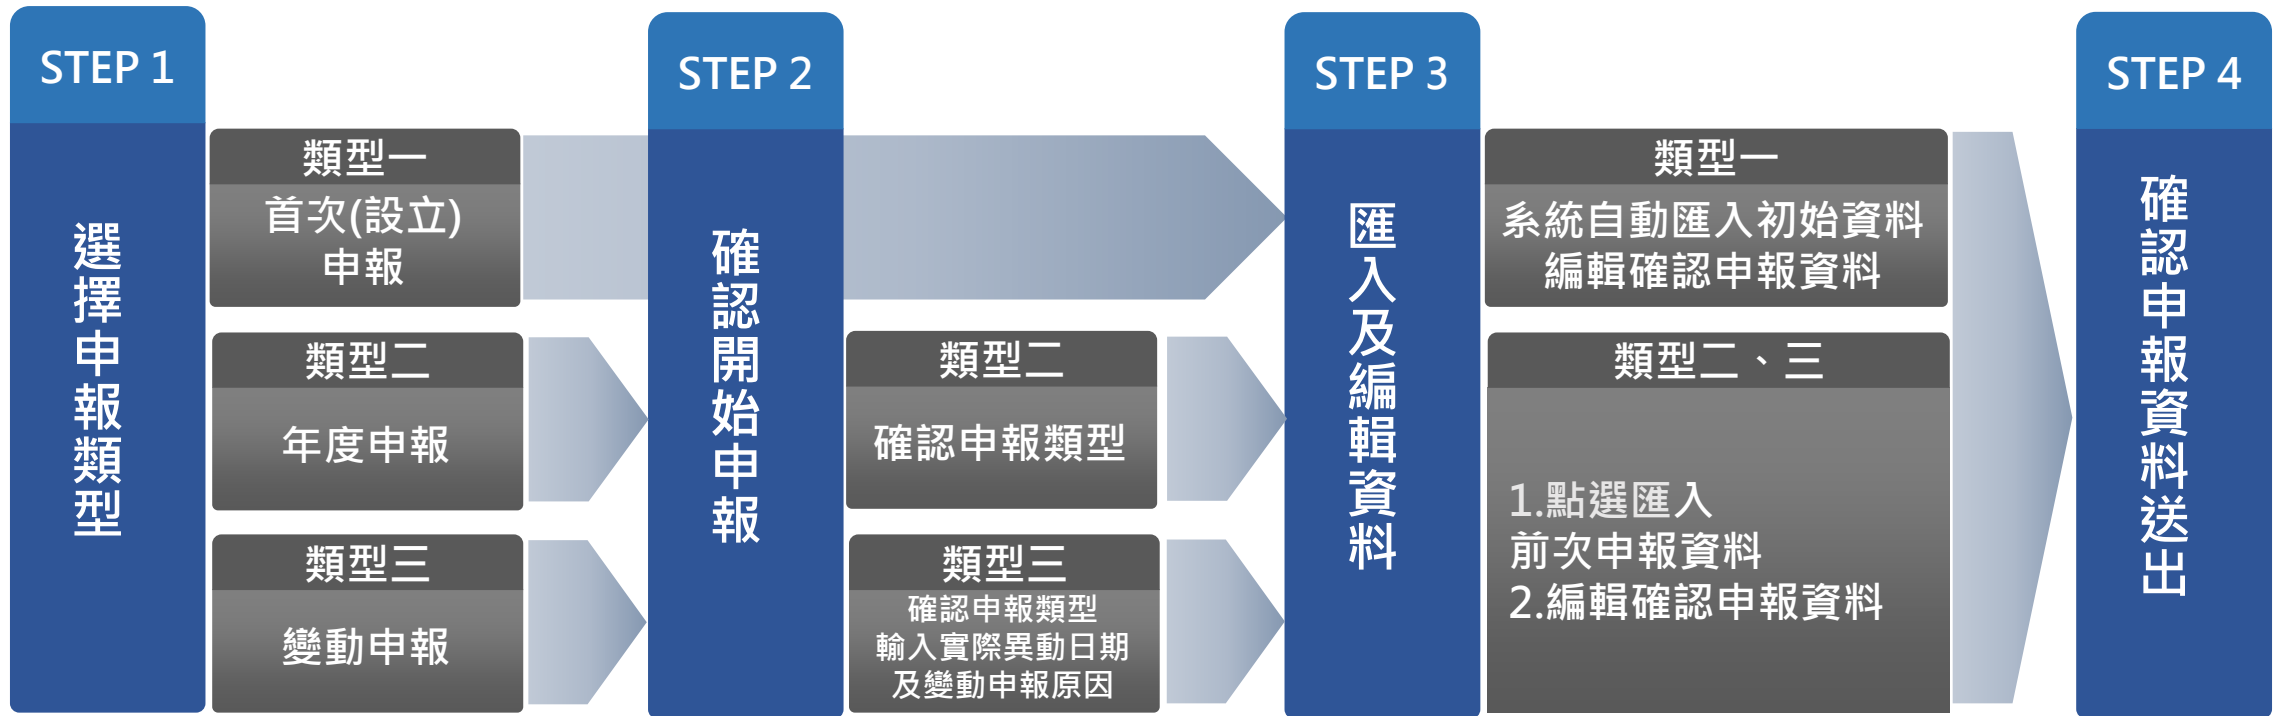 STEP 1
選擇申報類型
類型一
首次(設立)
申報
類型二
年度申報
類型三
變動申報
STEP 2
確認開始申報
類型二
確認申報類型
類型三
確認申報類型
輸入實際異動日期
及變動申報原因
STEP 3
匯入及編輯資料
類型一
系統自動匯入初始資料
編輯確認申報資料
類型二、三
1.點選匯入
前次申報資料
2.編輯確認申報資料
STEP 4
確認申報資料送出